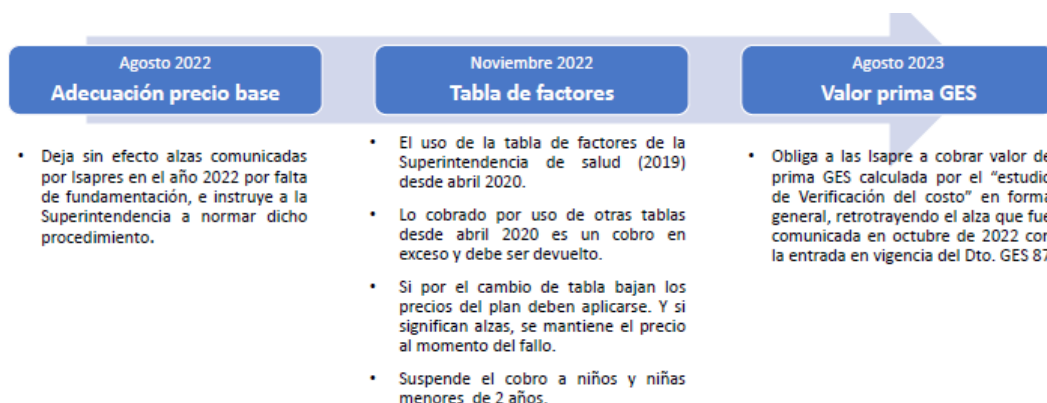 Agosto 2022
Adecuación precio base
• Deja sin efecto alzas comunicadas
por Isapres en el año 2022 por falta
de fundamentación, e instruye a la
Superintendencia a normar dicho
procedimiento.
Noviembre 2022
Tabla de factores
• El uso de la tabla de factores de la
Superintendencia de salud (2019)
desde abril 2020.
• Lo cobrado por uso de otras tablas
desde abril 2020 es un cobro en
exceso y debe ser devuelto.
• Si por el cambio de tabla bajan los
precios del plan deben aplicarse. Y si
significan alzas, se mantiene el precio
al momento del fallo.
• Suspende el cobro a niños y niñas
menores de 2 años.
Agosto 2023
Valor prima GES
• Obliga a las Isapre a cobrar valor de
prima GES calculada por el "estudio
de Verificación del costo" en forma
general, retrotrayendo el alza que fue
comunicada en octubre de 2022 con
la entrada en vigencia del Dto. GES 87